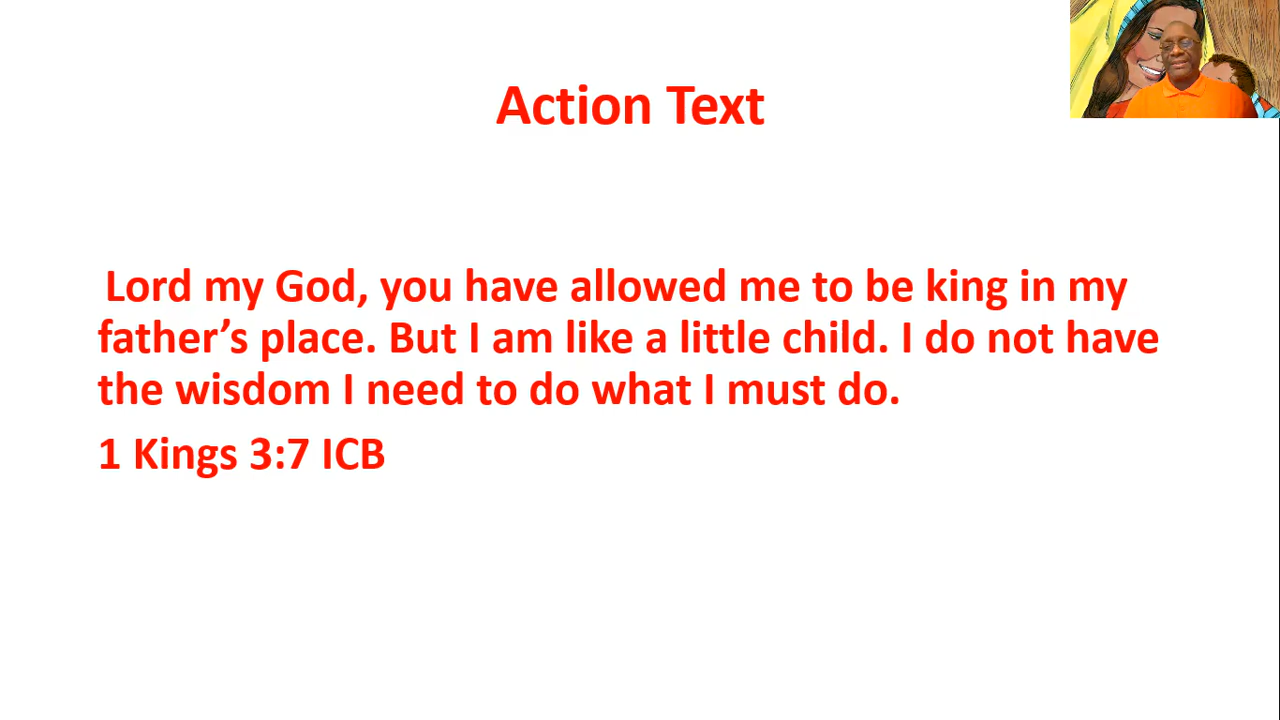 Action Text
Lord my God, you have allowed me to be king in my
father’s place. But I am like a little child. I do not have
the wisdom I need to do what I must do.
1 Kings 3:7 ICB